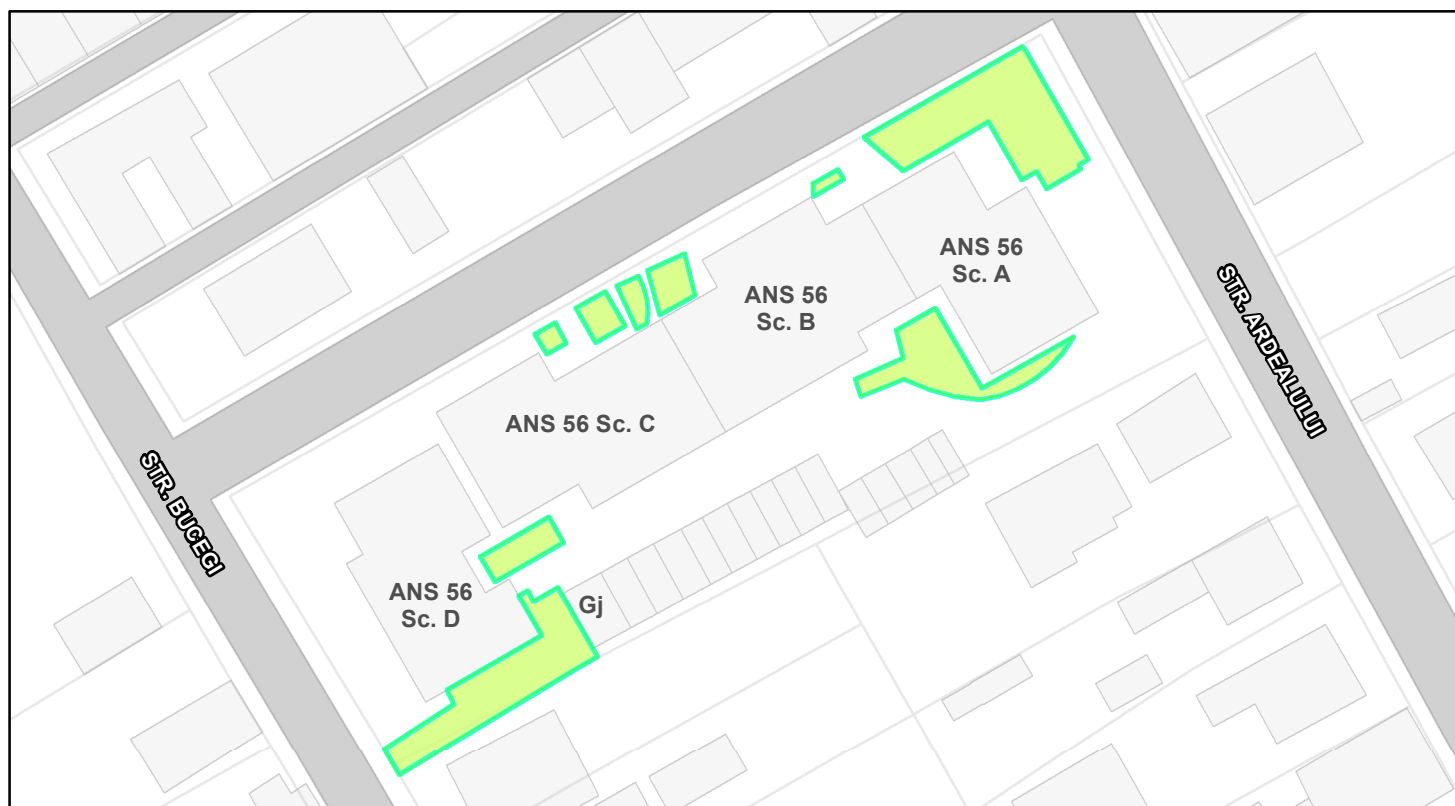 ANS 56
Sc. A
ANS 56
Sc. B
STR. ARDEALULUI
ANS 56 Sc. C
STR. BUCEGI
ANS 56
Sc. D
Gj